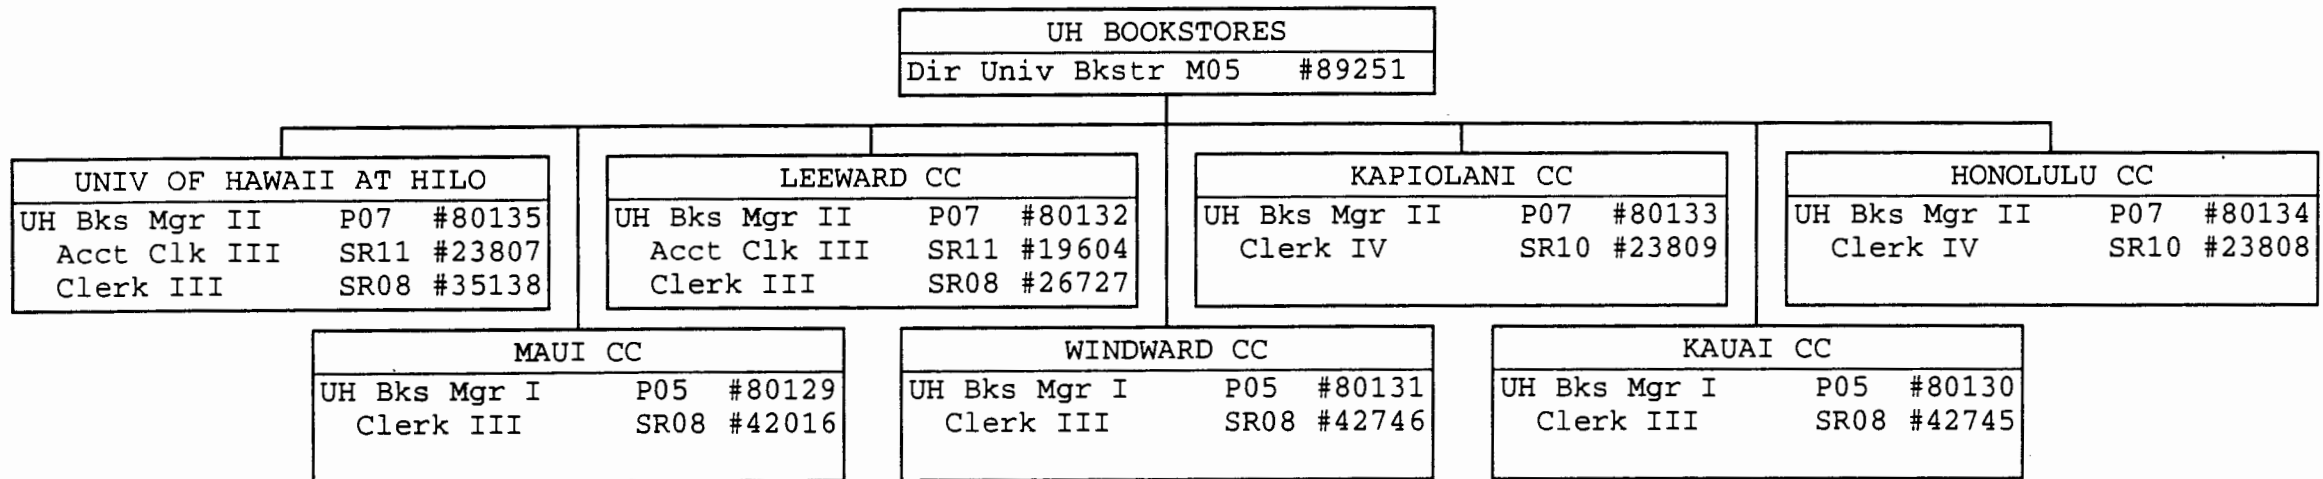 UH BOOKSTORES
Dir Univ Bkstr M05 #89251
UNIV OF HAWAII AT HILO
UH Bks Mgr II P07 #80135
Acct Clk III SR11 #23807
Clerk III SR08 #35138
LEEWARD CC
UH Bks Mgr II P07 #80132
Acct Clk III SR11 #19604
Clerk III SR08 #26727
KAPIOLANI CC
UH Bks Mgr II P07 #80133
Clerk IV SR10 #23809
HONOLULU CC
UH Bks Mgr II P07 #80134
Clerk IV SR10 #23808
MAUI CC
UH Bks Mgr I P05 #80129
Clerk III SR08 #42016
WINDWARD CC
UH Bks Mgr I P05 #80131
Clerk III SR08 #42746
KAUAI CC
UH Bks Mgr I P05 #80130
Clerk III SR08 #42745